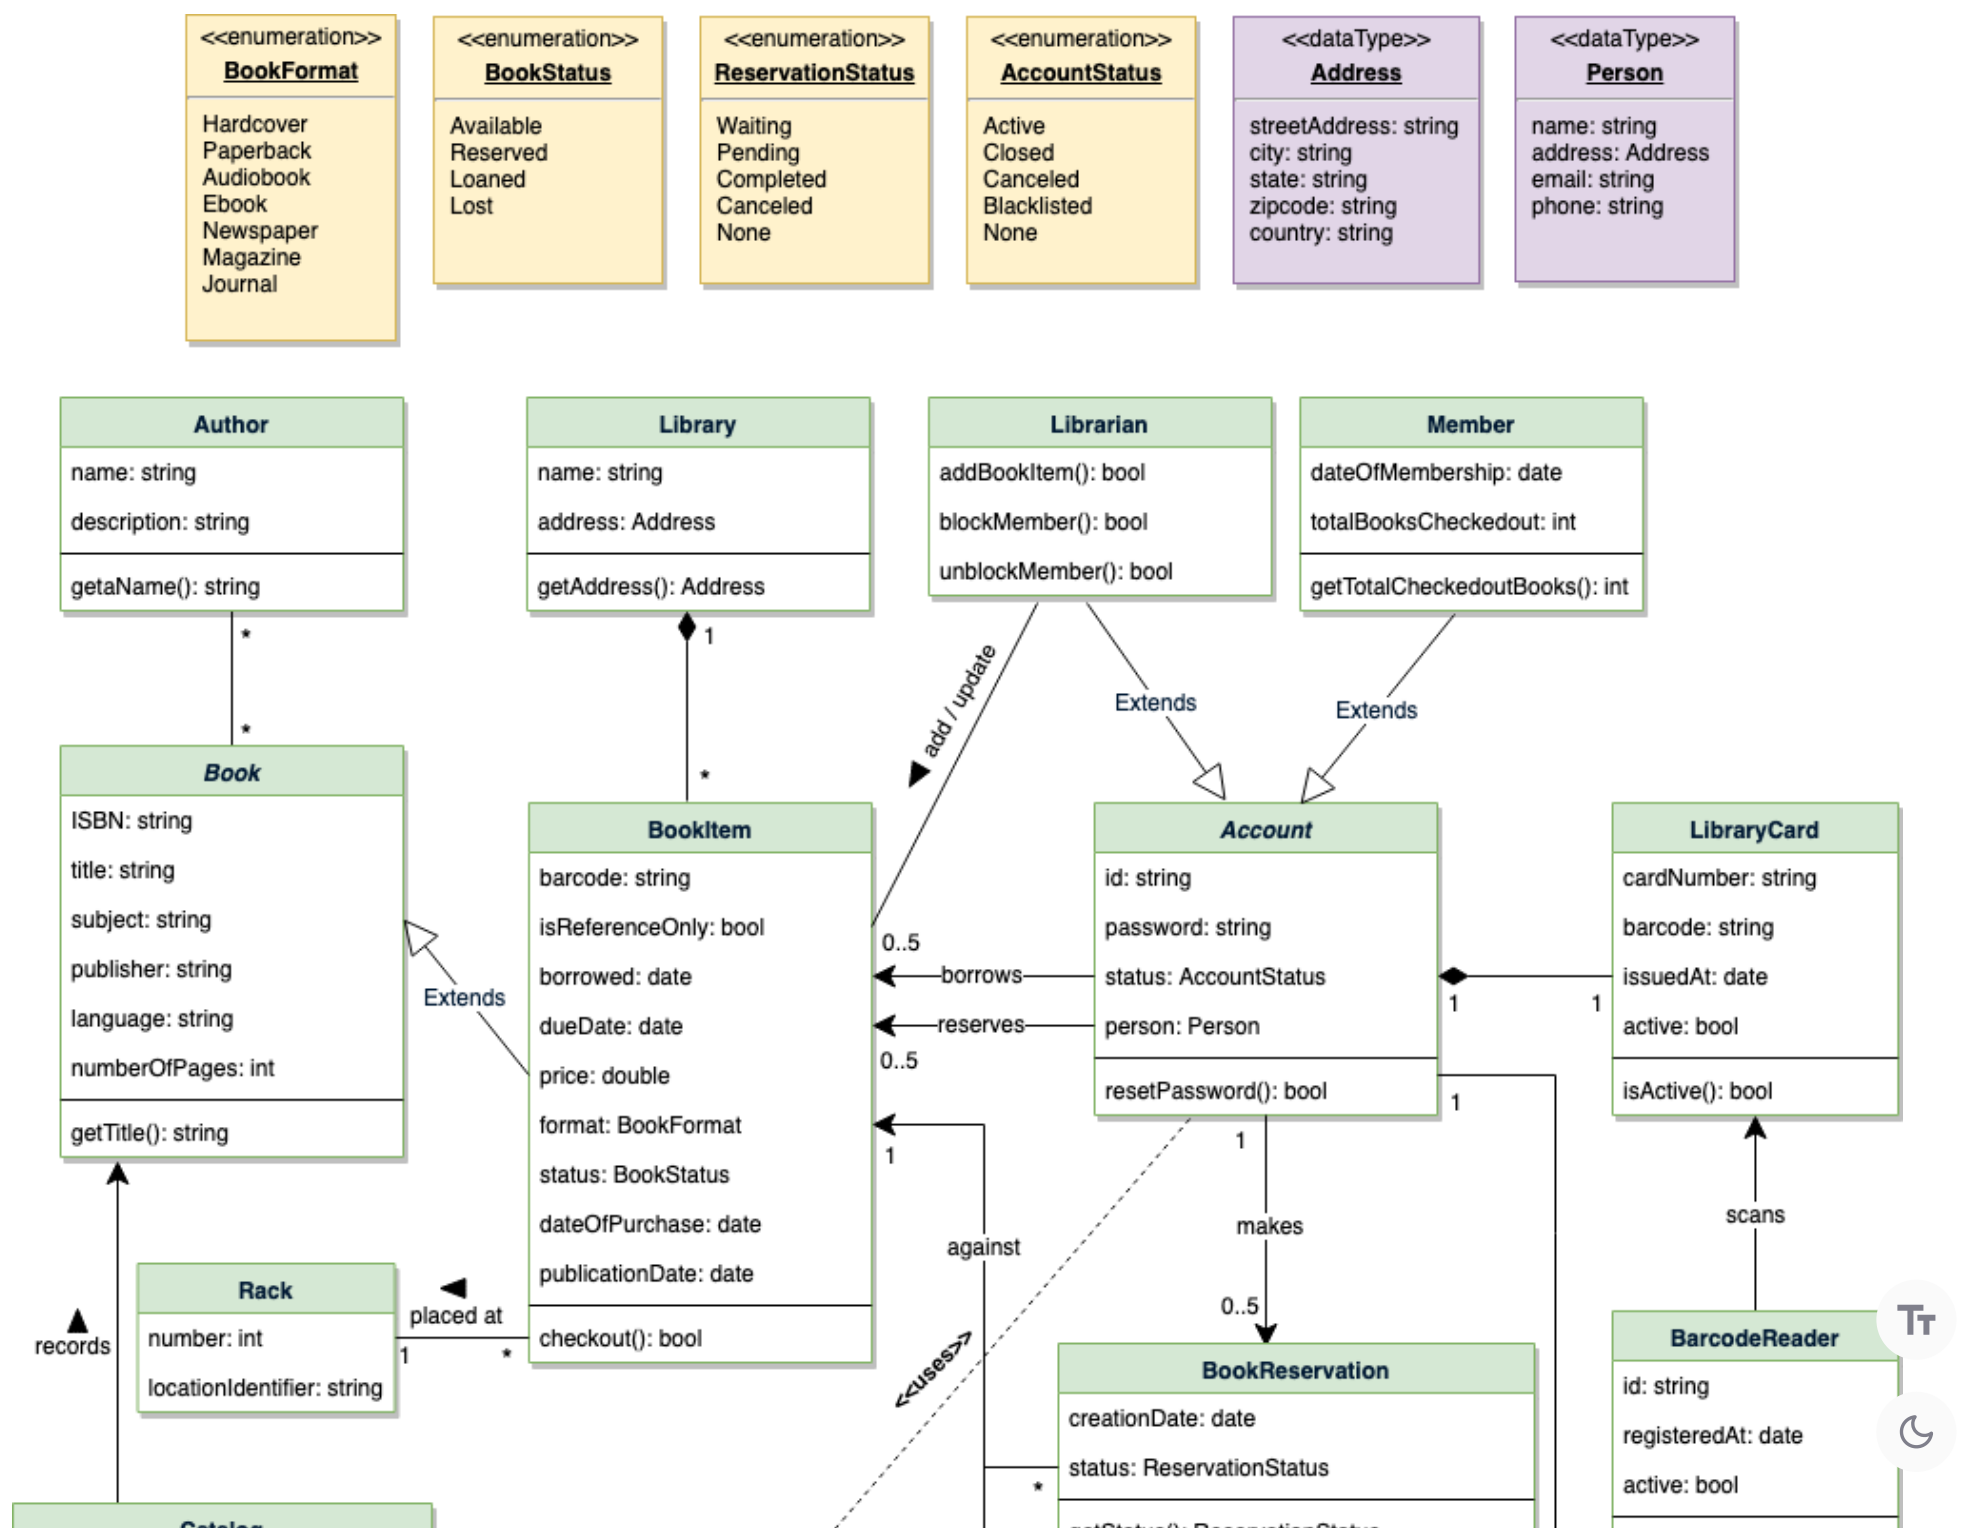 <<enumeration>>
BookFormat
Hardcover
Paperback
Audiobook
Ebook
Newspaper
Magazine
Journal
<<enumeration>>
BookStatus
Available
Reserved
Loaned
Lost
<<enumeration>>
ReservationStatus
Waiting
Pending
Completed
Canceled
None
<<enumeration>>
AccountStatus
Active
Closed
Canceled
Blacklisted
None
<<dataType>>
Address
streetAddress: string
city: string
state: string
zipcode: string
country: string
<<dataType>>
Person
name: string
address: Address
email: string
phone: string
Author
name: string
description: string
getaName(): string
*
*
Library
name: string
address: Address
getAddress(): Address
1
*
Librarian
addBookItem(): bool
blockMember(): bool
unblockMember(): bool
add / update
Extends
Member
dateOfMembership: date
totalBooksCheckedout: int
getTotalCheckedoutBooks(): int
Extends
Book
ISBN: string
title: string
subject: string
publisher: string
language: string
numberOfPages: int
getTitle(): string
Extends
BookItem
barcode: string
isReferenceOnly: bool
borrowed: date
dueDate: date
price: double
format: BookFormat
status: BookStatus
dateOfPurchase: date
publicationDate: date
checkout(): bool
0..5
borrows
reserves
0..5
1
against
Account
id: string
password: string
status: AccountStatus
person: Person
resetPassword(): bool
1
1
1
1
makes
0..5
LibraryCard
cardNumber: string
barcode: string
issuedAt: date
active: bool
isActive(): bool
scans
Rack
number: int
locationIdentifier: string
placed at
1
*
records
<<uses>>
BookReservation
creationDate: date
status: ReservationStatus
*
getStatus(): ReservationStatus
BarcodeReader
id: string
registeredAt: date
active: bool
Catalog
TT